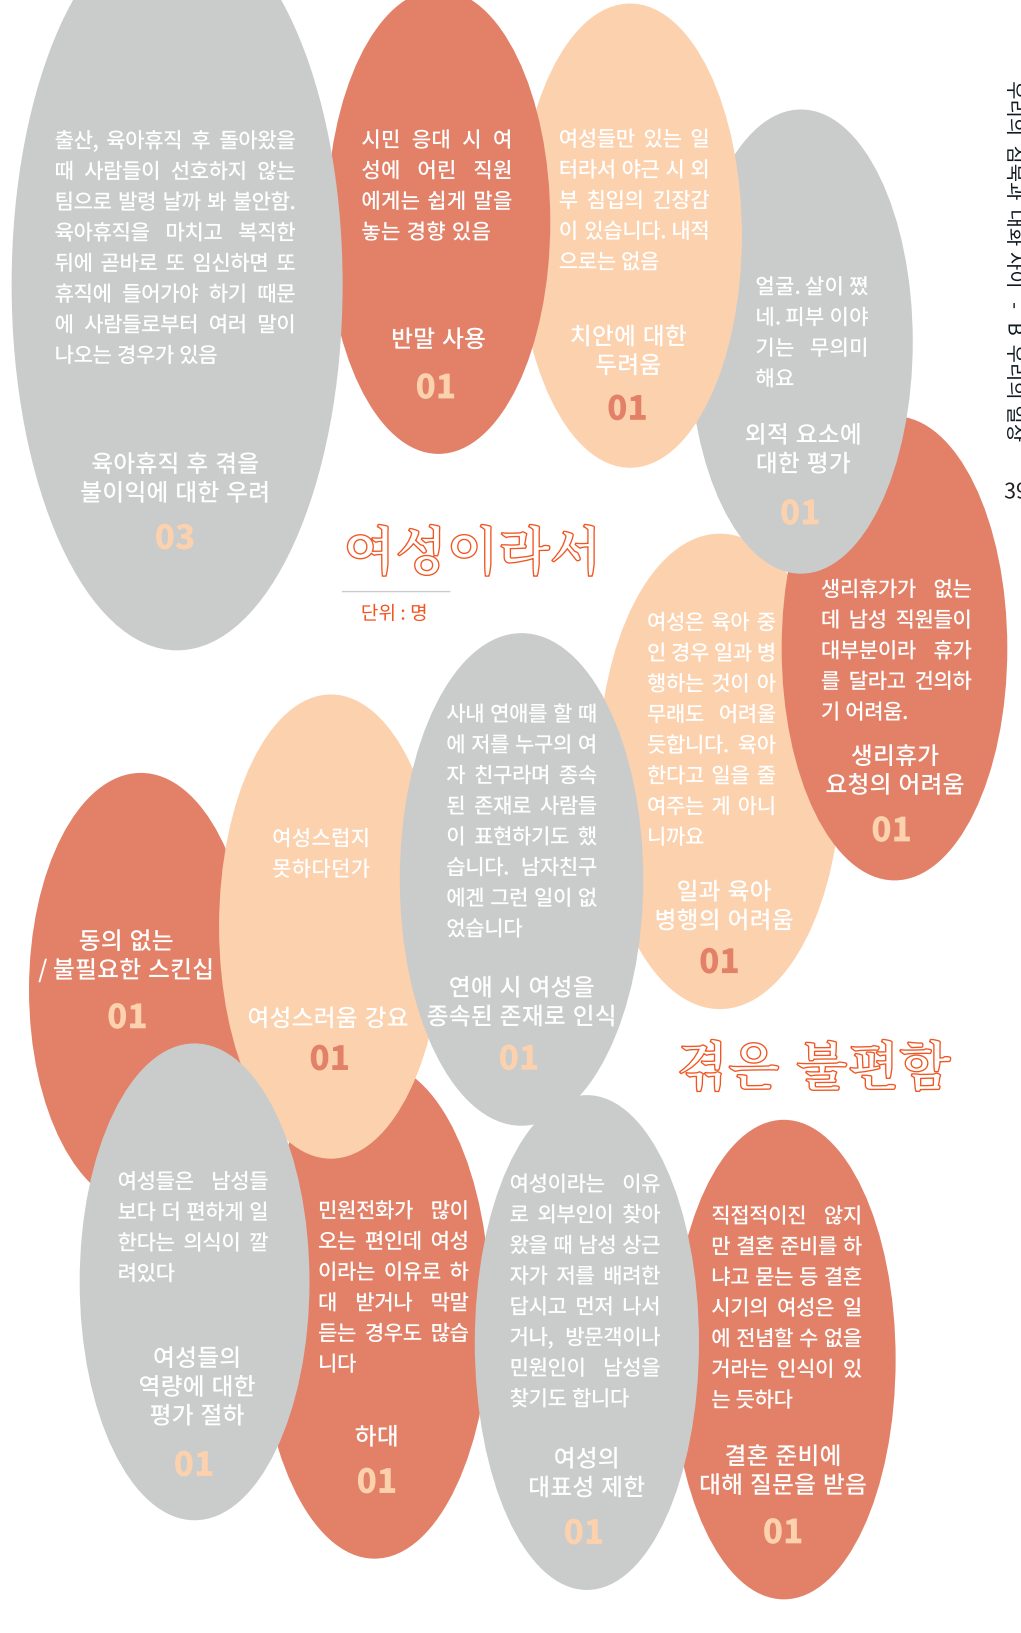 출산, 육아휴직 후 돌아왔을
때 사람들이 선호하지 않는
팀으로 발령 날까 봐 불안함.
육아휴직을 마치고 복직한
뒤에 곧바로 또 임신하면 또
휴직에 들어가야 하기 때문
에 사람들로부터 여러 말이
나오는 경우가 있음
육아휴직 후 겪을
불이익에 대한 우려
03
시민 응대 시 여
성에 어린 직원
에게는 쉽게 말을
놓는 경향 있음
반말 사용
01
여성들만 있는 일
터라서 야근 시 외
부 침입의 긴장감
이 있습니다. 내적
으로는 없음
치안에 대한
두려움
01
얼굴. 살이 쪘
네. 피부 이야
기는 무의미
해요
외적 요소에
대한 평가
01
우리의 침묵과 대화 사이 - B 우리의 일상
39
여성이라서
단위 : 명
생리휴가가 없는
데 남성 직원들이
대부분이라 휴가
를 달라고 건의하
기 어려움.
생리휴가
요청의 어려움
01
여성은 육아 중
인 경우 일과 병
행하는 것이 아
무래도 어려울
듯합니다. 육아
한다고 일을 줄
여주는 게 아니
니까요
일과 육아
병행의 어려움
01
사내 연애를 할 때
에 저를 누구의 여
자 친구라며 종속
된 존재로 사람들
이 표현하기도 했
습니다. 남자친구
에겐 그런 일이 없
었습니다
연애 시 여성을
종속된 존재로 인식
01
여성스럽지
못하다던가
여성스러움 강요
01
동의 없는
/ 불필요한 스킨십
01
겪은 불편함
여성들은 남성들
보다 더 편하게 일
한다는 의식이 깔
려있다
여성들의
역량에 대한
평가 절하
01
민원전화가 많이
오는 편인데 여성
이라는 이유로 하
대 받거나 막말
듣는 경우도 많습
니다
하대
01
여성이라는 이유
로 외부인이 찾아
왔을 때 남성 상근
자가 저를 배려한
답시고 먼저 나서
거나, 방문객이나
민원인이 남성을
찾기도 합니다
여성의
대표성 제한
01
직접적이진 않지
만 결혼 준비를 하
냐고 묻는 등 결혼
시기의 여성은 일
에 전념할 수 없을
거라는 인식이 있
는 듯하다
결혼 준비에
대해 질문을 받음
01